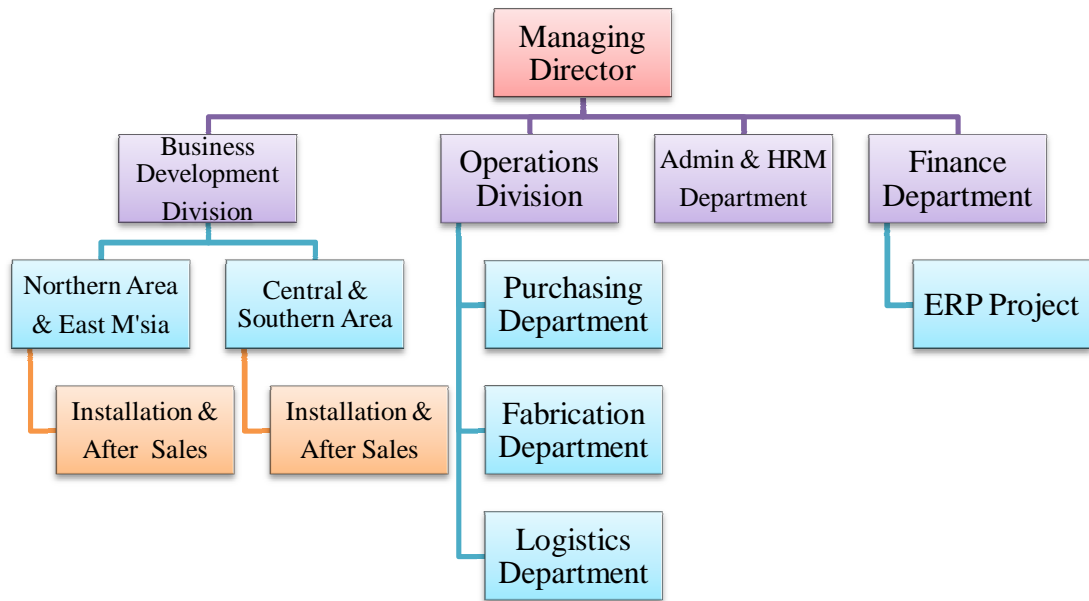 Managing
Director
Business
Development
Division
Operations
Division
Admin & HRM
Department
Finance
Department
Northern Area
& East M'sia
Central &
Southern Area
Purchasing
Department
ERP Project
Installation &
After Sales
Installation &
After Sales
Fabrication
Department
Logistics
Department